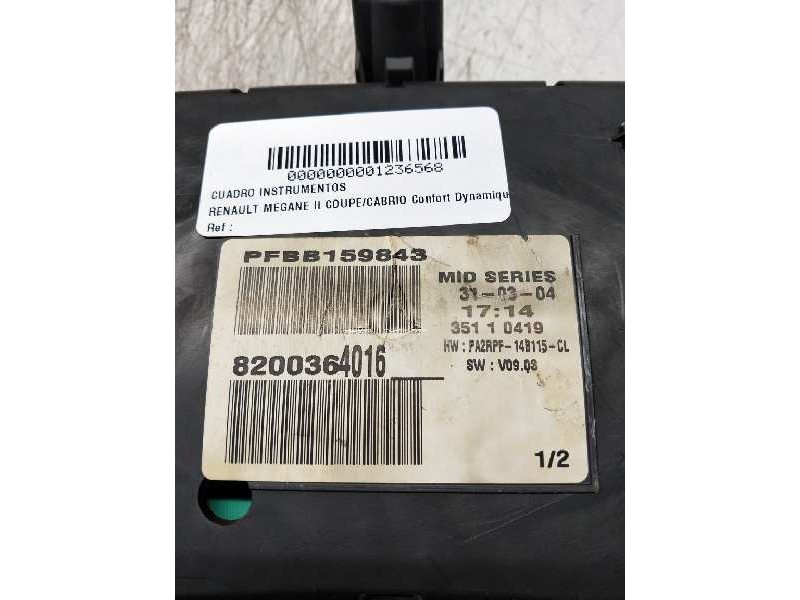 0000000001236568
CUADRO INSTRUMENTOS
RENAULT MEGANE II COUPE/CABRIO Confort Dynamiqu
Ref :
PFBB159843
MID SERIES
31-03-04
17:14
351 1 0419
HW : PA2RPF-14B115-CL
SW : V09.03
8200364016
1/2